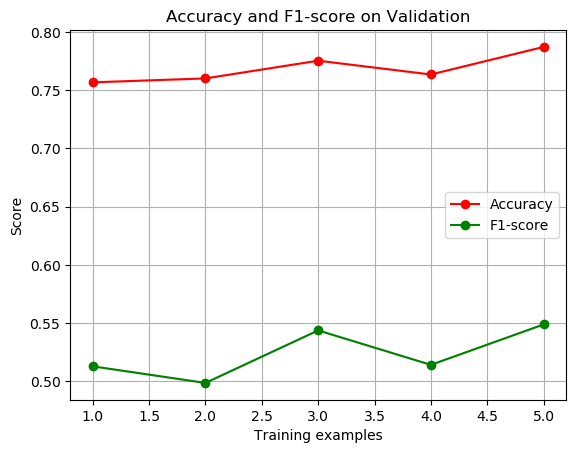 Accuracy and F1-score on Validation
0.80
0.75
0.70
0.65
0.60
0.55
0.50
Score
Accuracy
F1-score
1.0 1.5 2.0 2.5 3.0 3.5 4.0 4.5 5.0
Training examples